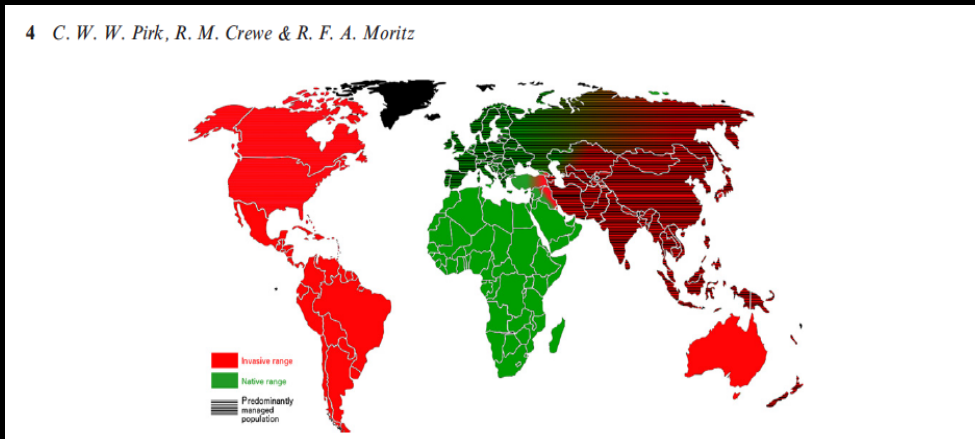 4 C. W. W. Pirk, R. M. Crewe & R. F. A. Moritz
Invasive range
Native range
Predominantly
managed
population